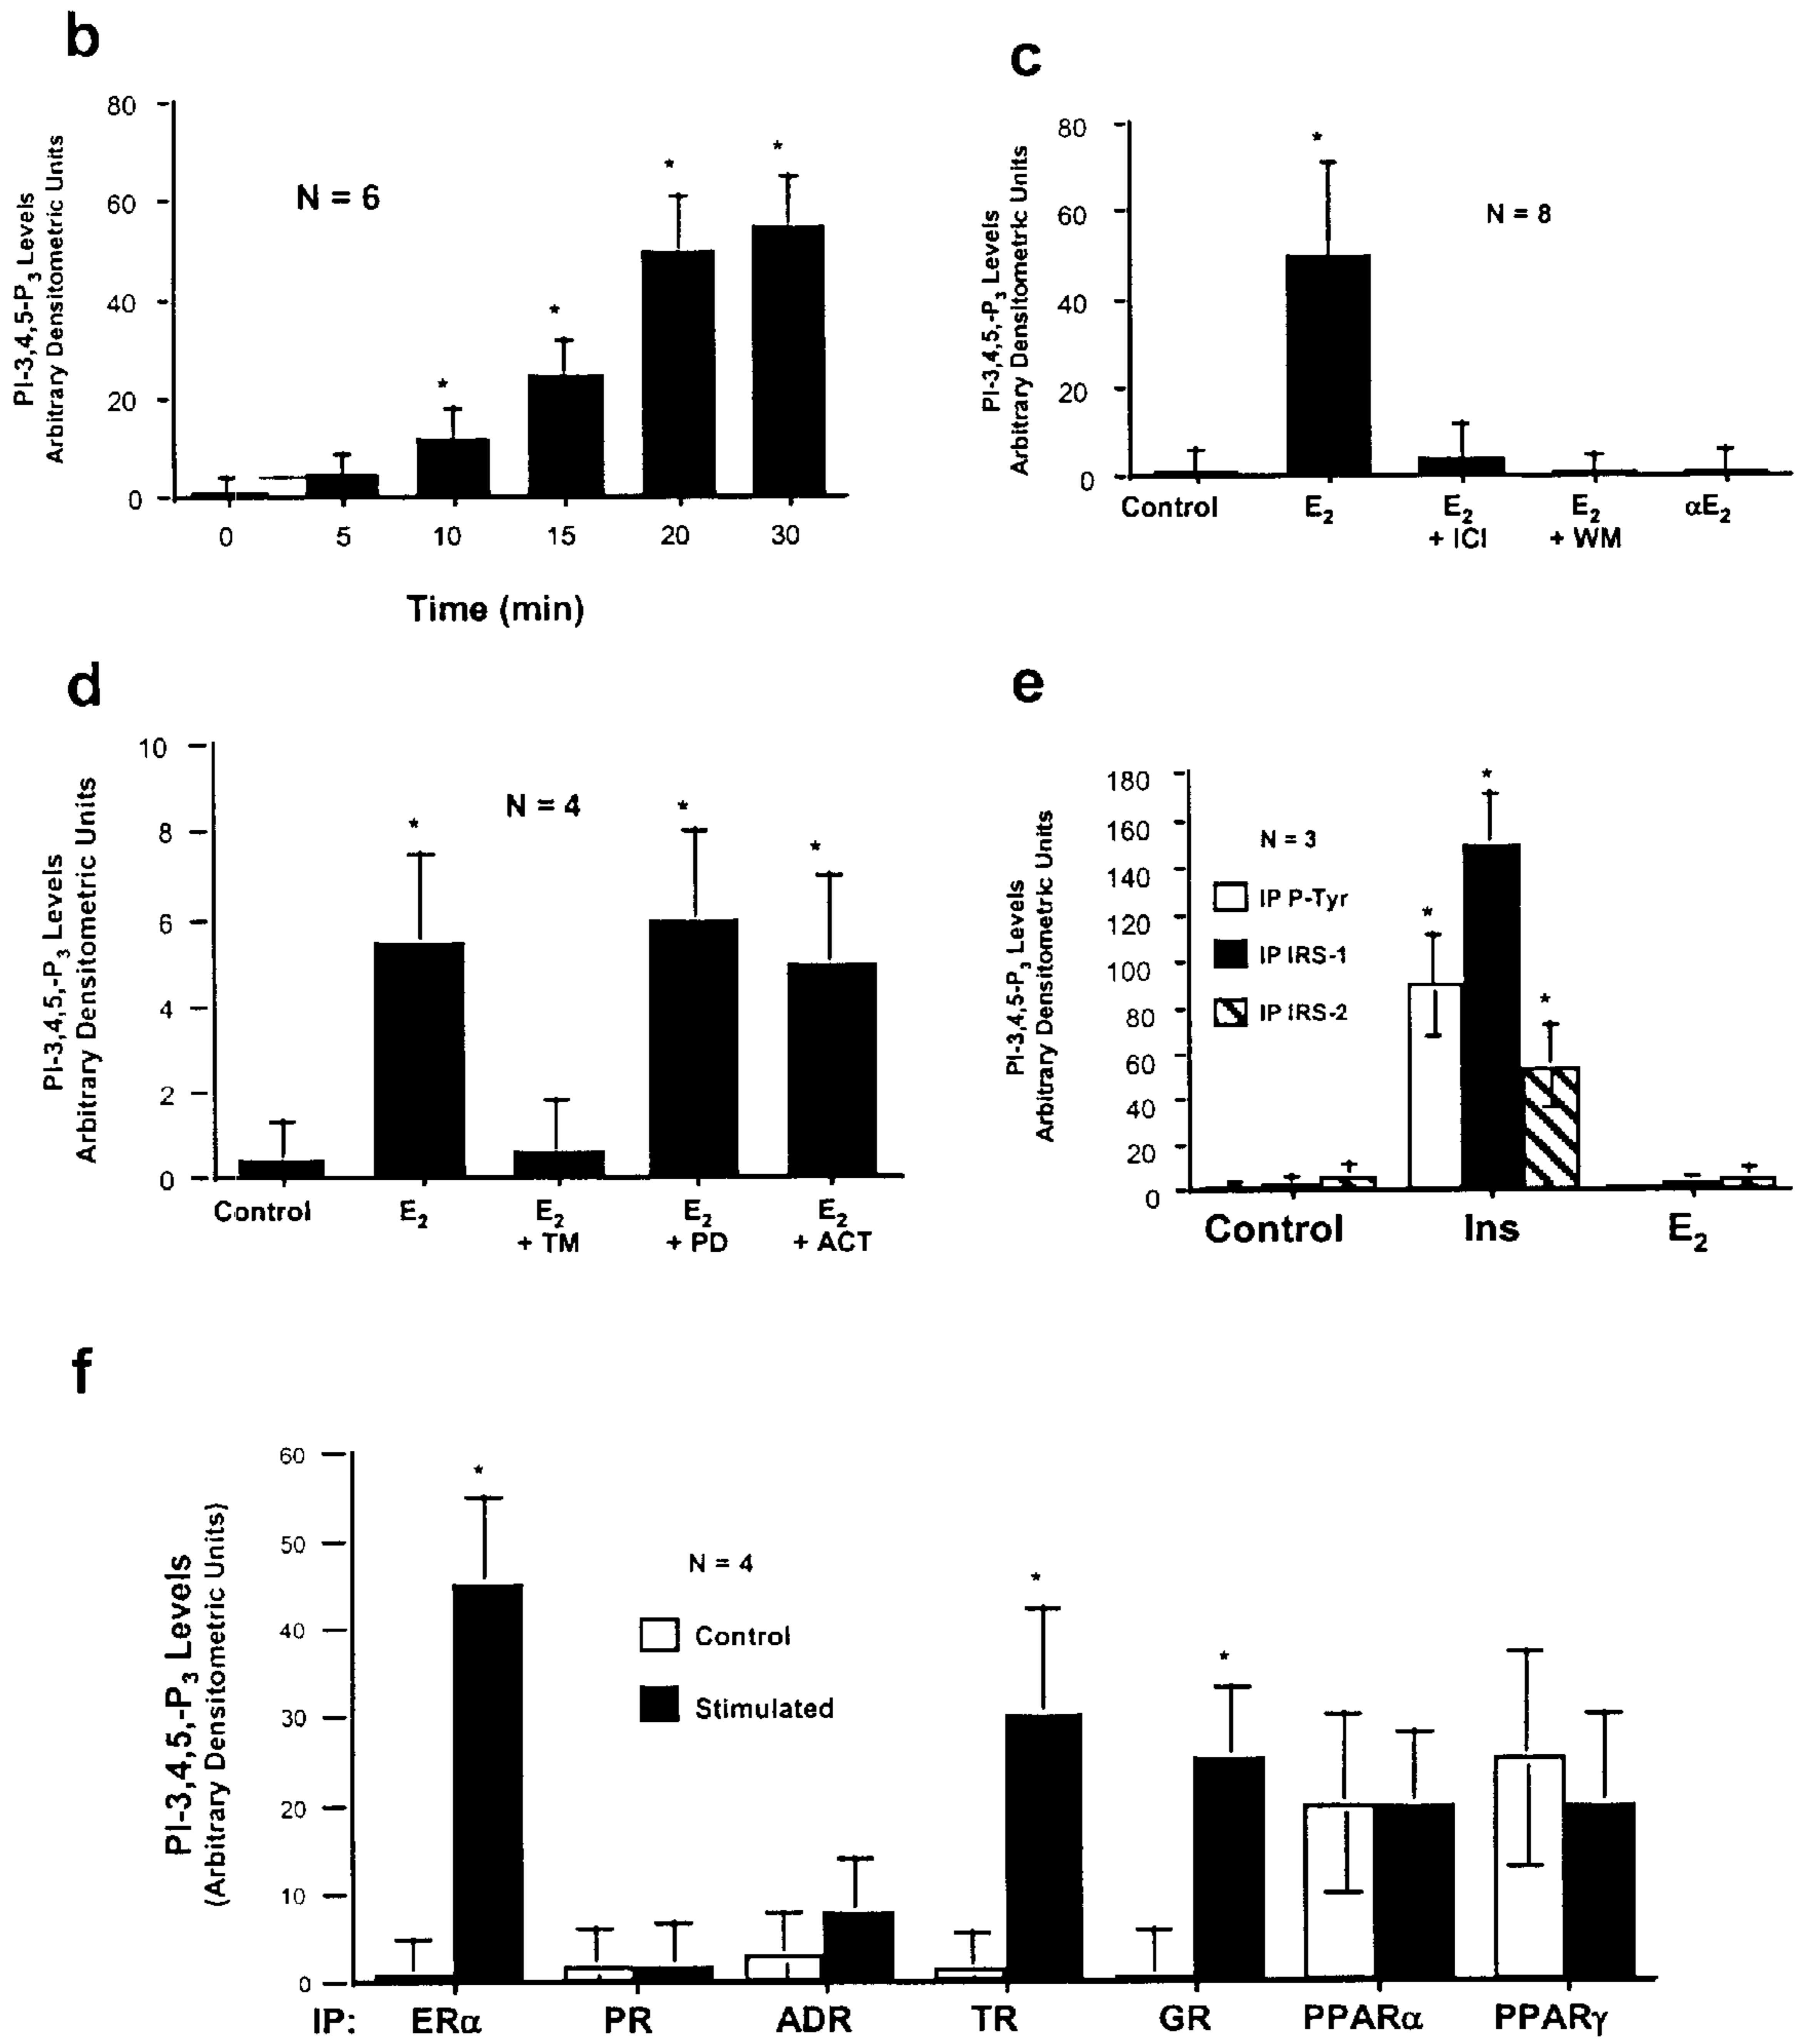 b
PI-3,4,5-P3 Levels
Arbitrary Densitometric Units
80
60
40
20
0
N = 6
*
*
*
*
0 5 10 15 20 30
Time (min)
c
PI-3,4,5,-P3 Levels
Arbitrary Densitometric Units
80
60
40
20
0
*
N = 8
Control E2 E2 E2 αE2
+ ICI + WM
d
PI-3,4,5,-P3 Levels
Arbitrary Densitometric Units
10
8
6
4
2
0
N = 4
*
*
*
Control E2 E2 E2 E2
+ TM + PD + ACT
e
PI-3,4,5-P3 Levels
Arbitrary Densitometric Units
180
160
140
120
100
80
60
40
20
0
N = 3
IP P-Tyr
IP IRS-1
IP IRS-2
*
*
*
Control Ins E2
f
PI-3,4,5,-P3 Levels
(Arbitrary Densitometric Units)
60
50
40
30
20
10
0
*
N = 4
Control
Stimulated
*
*
IP: ERα PR ADR TR GR PPARα PPARγ